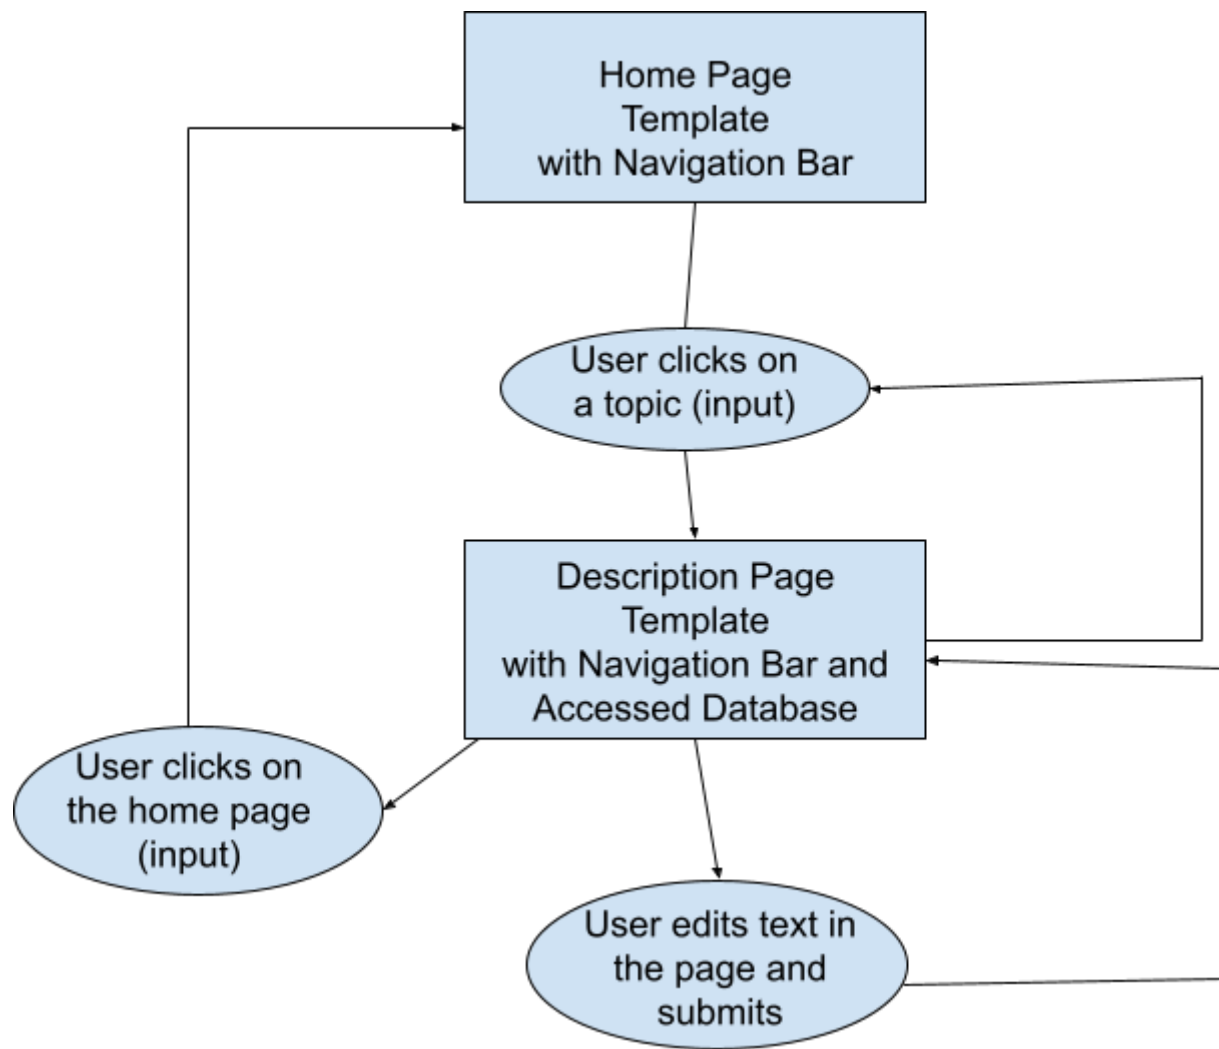 Home Page
Template
with Navigation Bar
User clicks on
a topic (input)
Description Page
Template
with Navigation Bar and
Accessed Database
User clicks on
the home page
(input)
User edits text in
the page and
submits